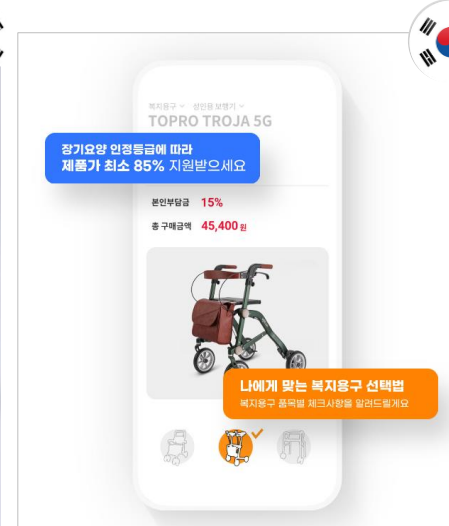 복지용구 성인용 보행기
TOPRO TROJA 5G
장기요양 인정등급에 따라
제품가 최소 85% 지원받으세요
본인부담금 15%
총 구매금액 45,400 원
나에게 맞는 복지용구 선택법
복지용구 품목별 체크사항을 알려드릴게요